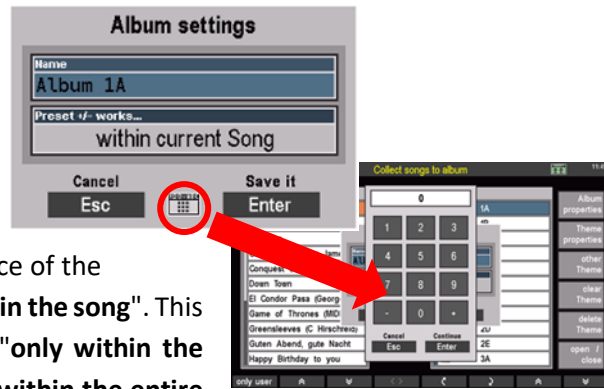 Album settings
Name
Album 1A
Preset +/- works...
within current Song
Cancel
Save it
Esc
Enter
ce of the
in the song". This
"only within the
within the entire
Collect songs to album
11:4
0
1 2 3
4 5 6
7 8 9
- 0 +
Cancel
Continue
Esc
Enter
1A
Conquest
Down Town
El Condor Pasa (Georg
Game of Thrones (MIDI
Greensleeves (C Hirschreid)
2D
Guten Abend, gute Nacht
2E
Happy Birthday to you
3A
Album
properties
Theme
properties
other
Theme
clear
Theme
delete
Theme
open /
close
only user